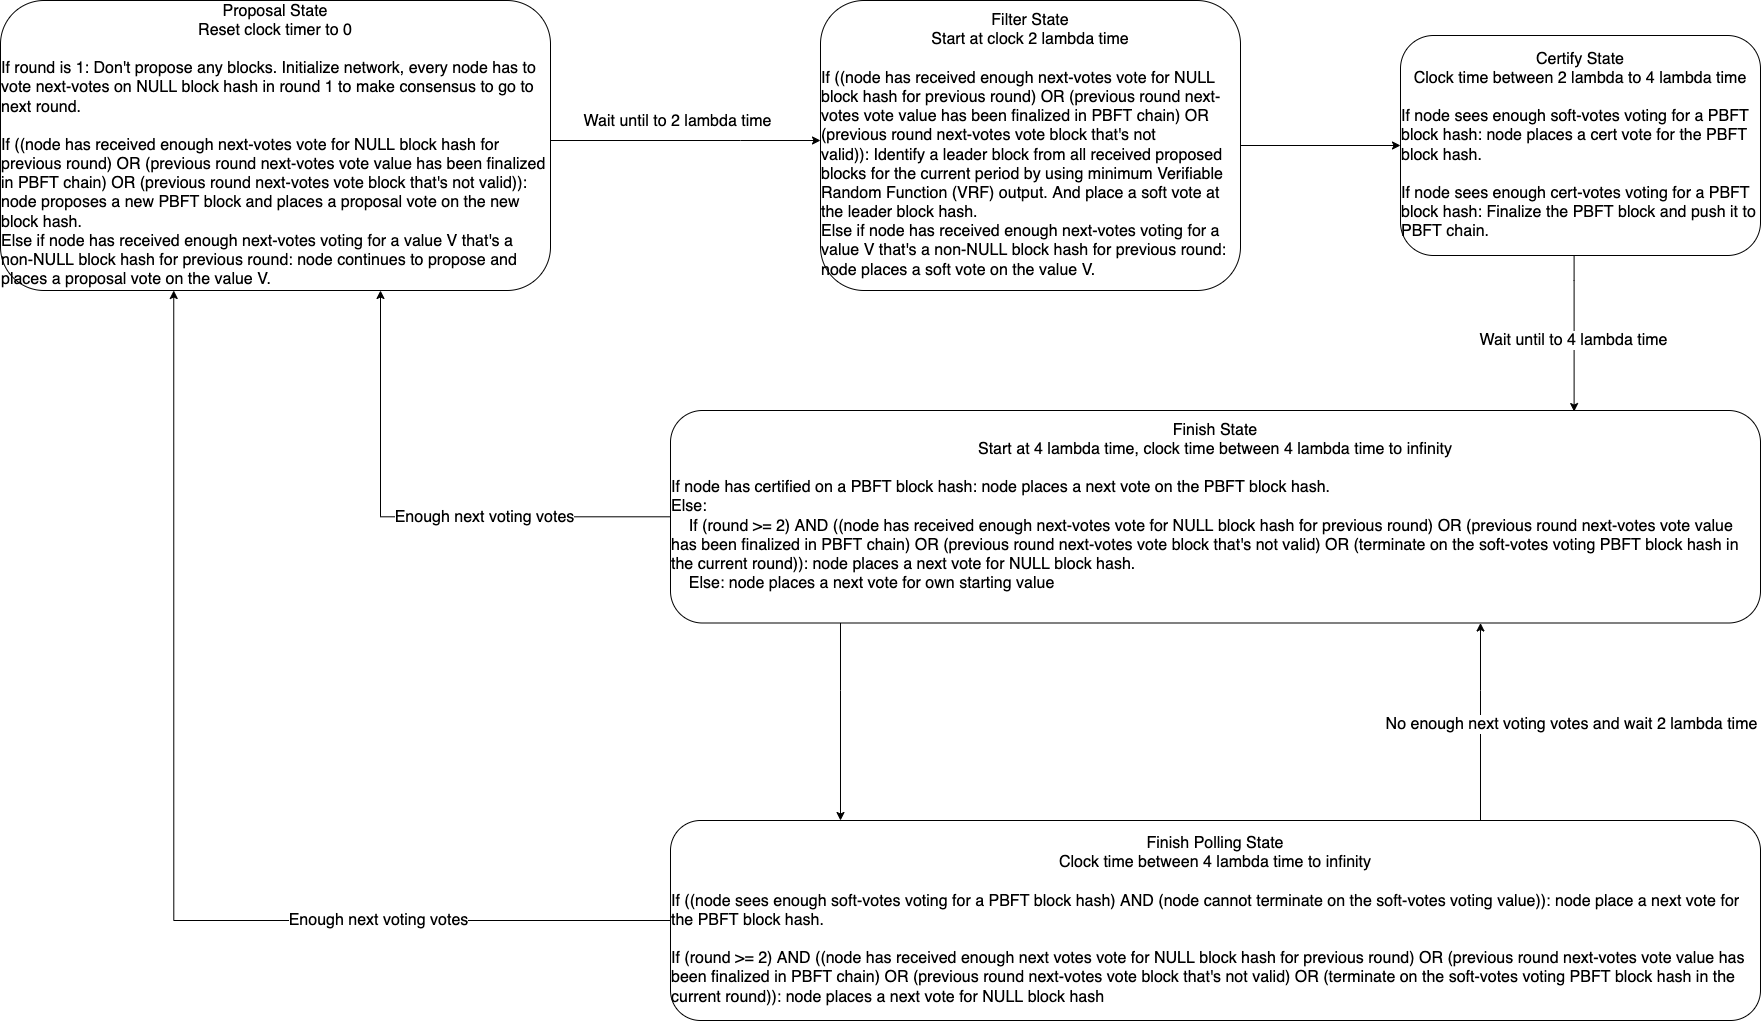 Proposal State
Reset clock timer to 0
If round is 1: Don't propose any blocks. Initialize network, every node has to
vote next-votes on NULL block hash in round 1 to make consensus to go to
next round.
If ((node has received enough next-votes vote for NULL block hash for
previous round) OR (previous round next-votes vote value has been finalized
in PBFT chain) OR (previous round next-votes vote block that's not valid)):
node proposes a new PBFT block and places a proposal vote on the new
block hash.
Else if node has received enough next-votes voting for a value V that's a
non-NULL block hash for previous round: node continues to propose and
places a proposal vote on the value V.
Wait until to 2 lambda time
Filter State
Start at clock 2 lambda time
If ((node has received enough next-votes vote for NULL
block hash for previous round) OR (previous round next-
votes vote value has been finalized in PBFT chain) OR
(previous round next-votes vote block that's not
valid)): Identify a leader block from all received proposed
blocks for the current period by using minimum Verifiable
Random Function (VRF) output. And place a soft vote at
the leader block hash.
Else if node has received enough next-votes voting for a
value V that's a non-NULL block hash for previous round:
node places a soft vote on the value V.
Certify State
Clock time between 2 lambda to 4 lambda time
If node sees enough soft-votes voting for a PBFT
block hash: node places a cert vote for the PBFT
block hash.
If node sees enough cert-votes voting for a PBFT
block hash: Finalize the PBFT block and push it to
PBFT chain.
Wait until to 4 lambda time
Finish State
Start at 4 lambda time, clock time between 4 lambda time to infinity
If node has certified on a PBFT block hash: node places a next vote on the PBFT block hash.
Else:
If (round >= 2) AND ((node has received enough next-votes vote for NULL block hash for previous round) OR (previous round next-votes vote value
has been finalized in PBFT chain) OR (previous round next-votes vote block that's not valid) OR (terminate on the soft-votes voting PBFT block hash in
the current round)): node places a next vote for NULL block hash.
Else: node places a next vote for own starting value
Enough next voting votes
No enough next voting votes and wait 2 lambda time
Finish Polling State
Clock time between 4 lambda time to infinity
If ((node sees enough soft-votes voting for a PBFT block hash) AND (node cannot terminate on the soft-votes voting value)): node place a next vote for
the PBFT block hash.
If (round >= 2) AND ((node has received enough next votes vote for NULL block hash for previous round) OR (previous round next-votes vote value has
been finalized in PBFT chain) OR (previous round next-votes vote block that's not valid) OR (terminate on the soft-votes voting PBFT block hash in the
current round)): node places a next vote for NULL block hash
Enough next voting votes